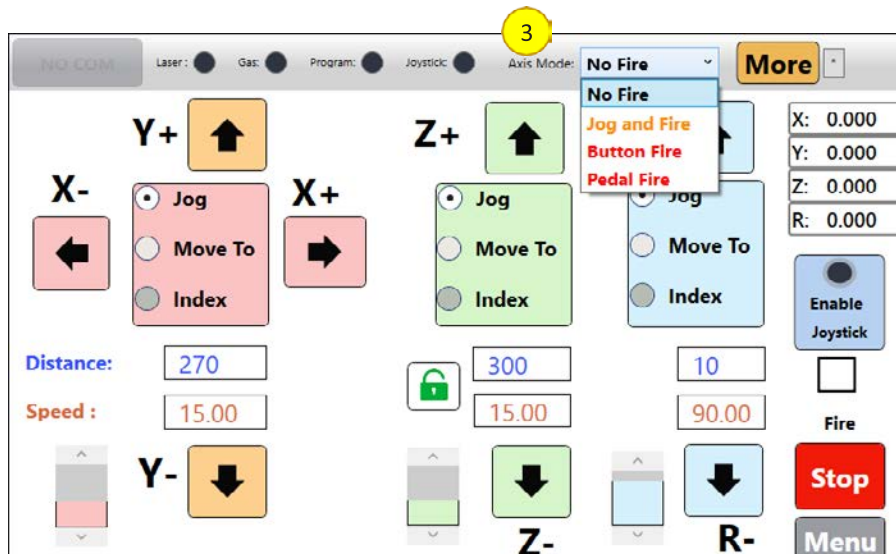 3
NO COM Laser : Gas: Program: Joystick: Axis Mode: No Fire More
No Fire
Jog and Fire
Button Fire
Pedal Fire
Y+ Z+
X- X+
Jog Jog Jog
Move To Move To Move To
Index Index Index
X: 0.000
Y: 0.000
Z: 0.000
R: 0.000
Enable
Joystick
Distance: 270 300 10
Speed : 15.00 15.00 90.00
Fire
Y- Stop
Z- R- Menu